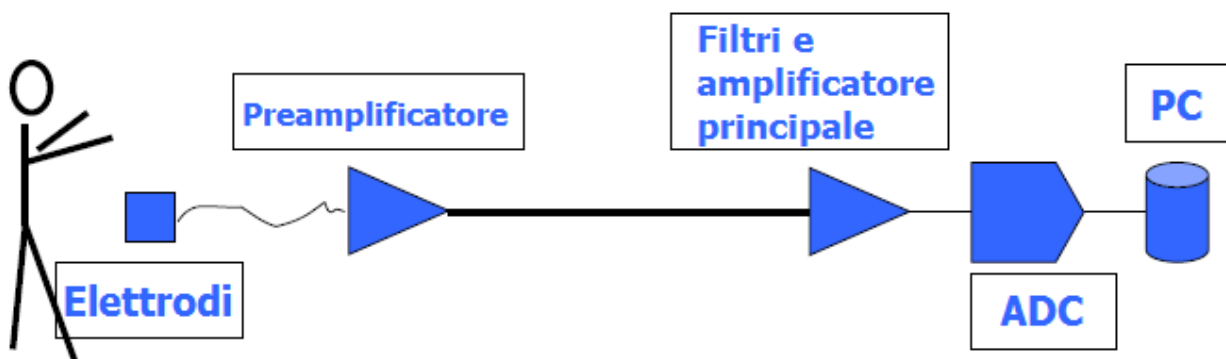 Preamplificatore
Filtri e
amplificatore
principale
PC
Elettrodi
ADC